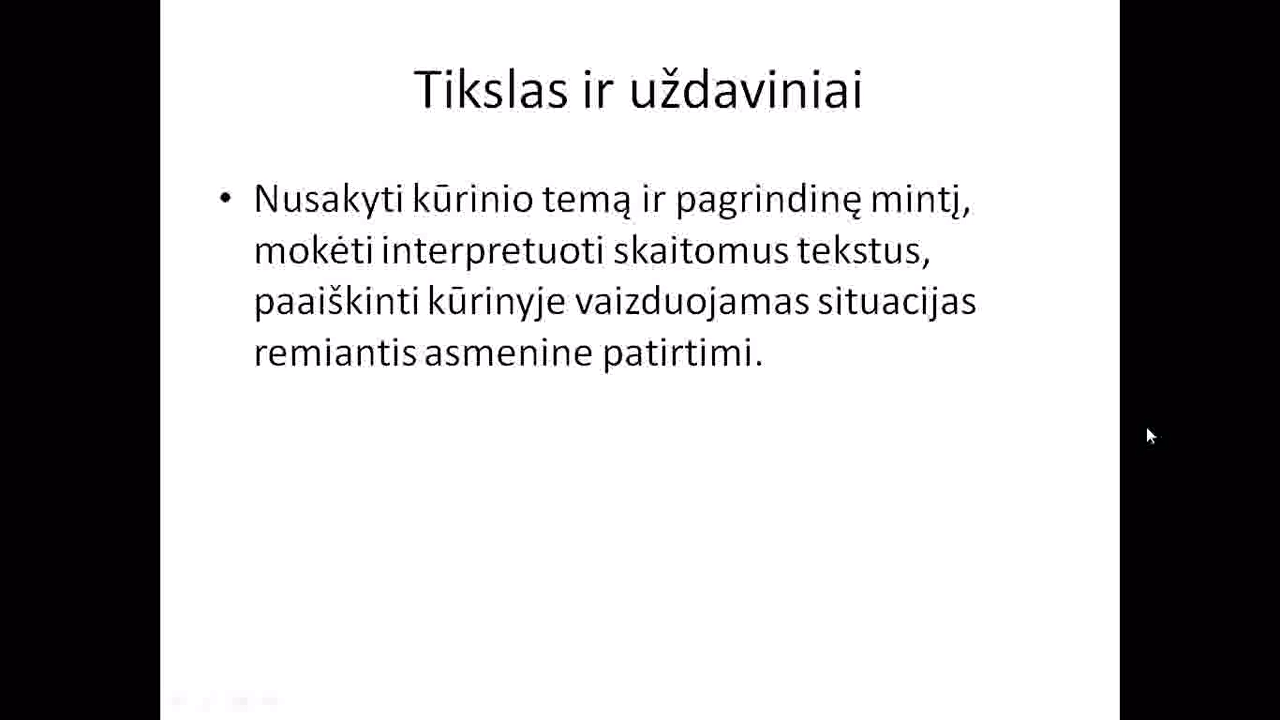 Tikslas ir uždaviniai
• Nusakyti kūrinio temą ir pagrindinę mintį,
mokėti interpretuoti skaitomus tekstus,
paaiškinti kūrinyje vaizduojamas situacijas
remiantis asmenine patirtimi.